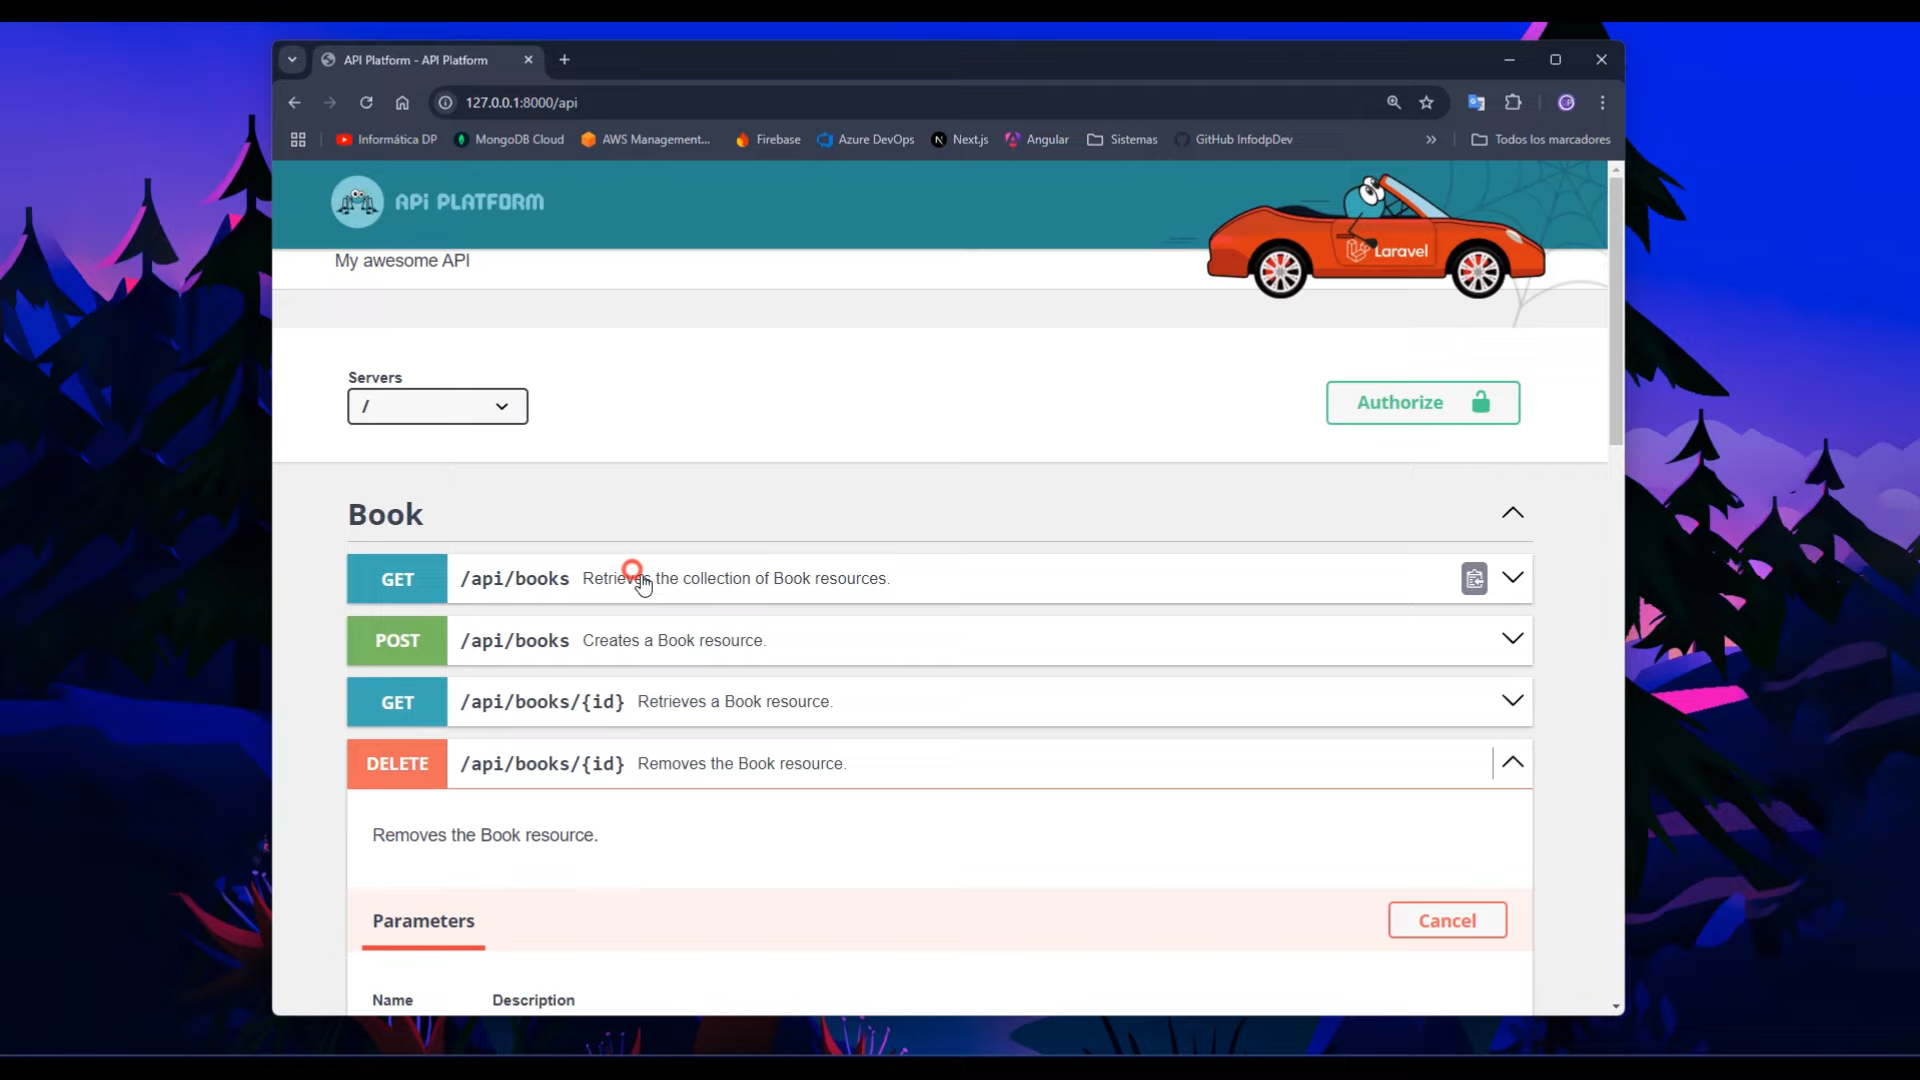 API Platform - API Platform
127.0.0.1:8000/api
Informática DP
MongoDB Cloud
AWS Management...
Firebase
Azure DevOps
Next.js
Angular
Sistemas
GitHub InfodpDev
Todos los marcadores
API PLATFORM
Laravel
My awesome API
Servers
/
Authorize
Book
GET /api/books Retrieves the collection of Book resources.
POST /api/books Creates a Book resource.
GET /api/books/{id} Retrieves a Book resource.
DELETE /api/books/{id} Removes the Book resource.
Removes the Book resource.
Parameters
Cancel
Name Description